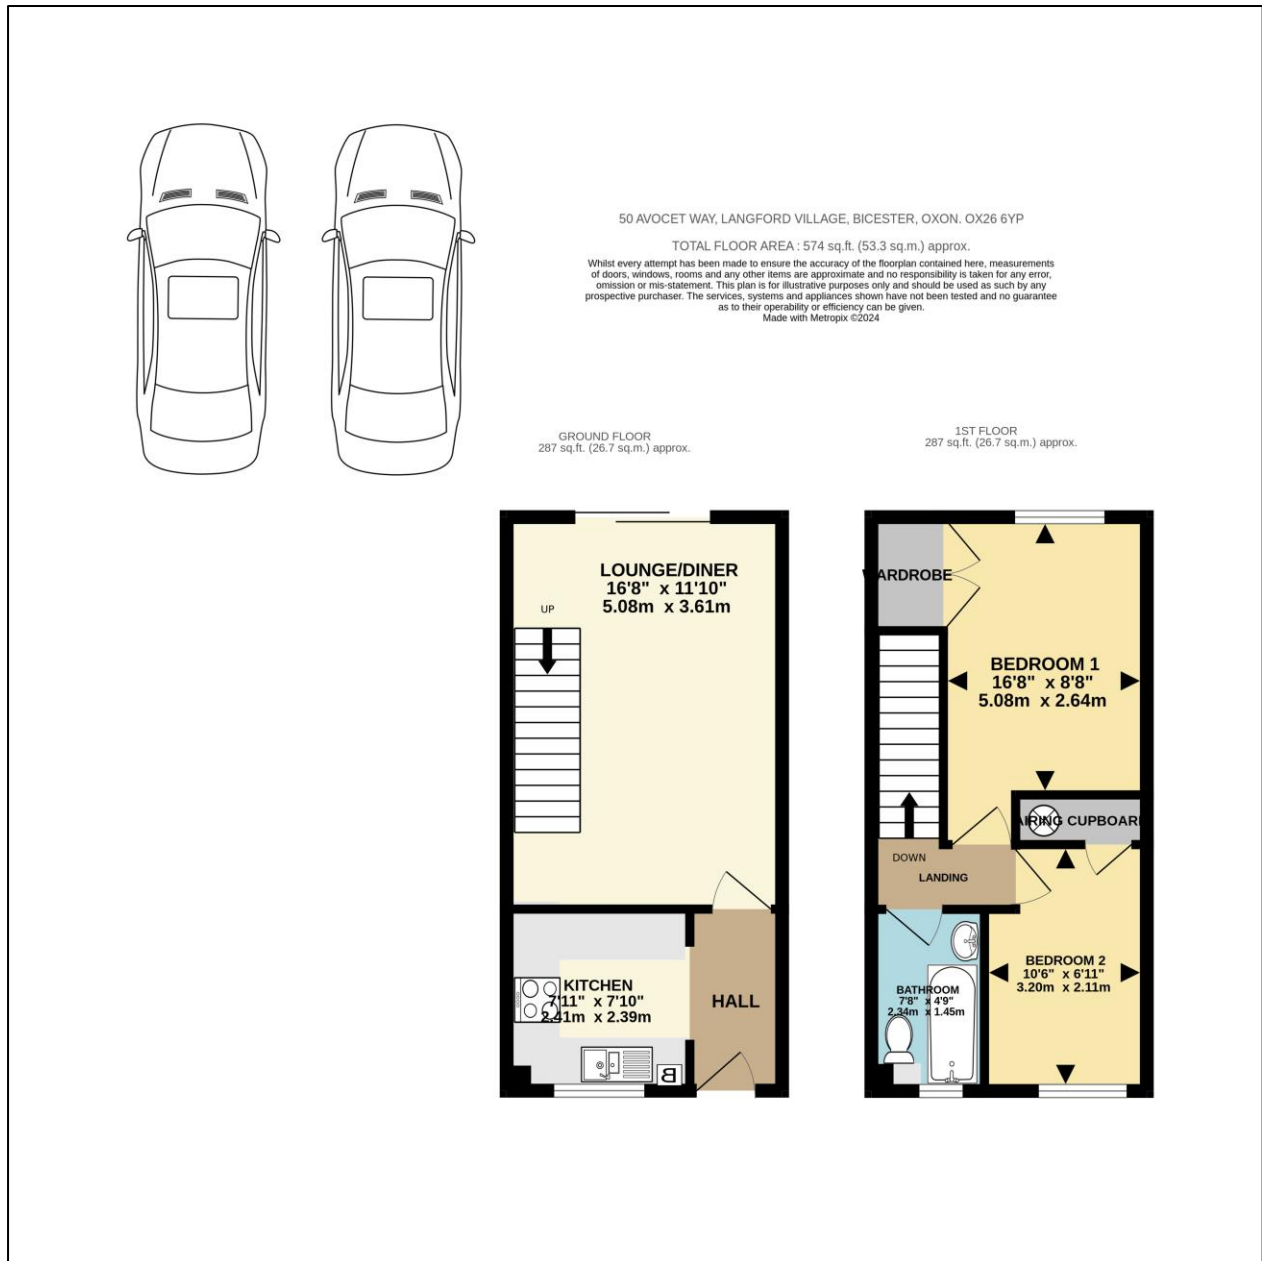 50 AVOCET WAY, LANGFORD VILLAGE, BICESTER, OXON. OX26 6YP
TOTAL FLOOR AREA : 574 sq.ft. (53.3 sq.m.) approx.
Whilst every attempt has been made to ensure the accuracy of the floorplan contained here, measurements
of doors, windows, rooms and any other items are approximate and no responsibility is taken for any error,
omission or mis-statement. This plan is for illustrative purposes only and should be used as such by any
prospective purchaser. The services, systems and appliances shown have not been tested and no guarantee
as to their operability or efficiency can be given.
Made with Metropix ©2024
GROUND FLOOR
287 sq.ft. (26.7 sq.m.) approx.
1ST FLOOR
287 sq.ft. (26.7 sq.m.) approx.
LOUNGE/DINER
16'8" x 11'10"
5.08m x 3.61m
UP
KITCHEN
7'11" x 7'10"
2.41m x 2.39m
HALL
B
WARDROBE
BEDROOM 1
16'8" x 8'8"
5.08m x 2.64m
AIRING CUPBOARD
DOWN
LANDING
BATHROOM
7'8" x 4'9"
2.34m x 1.45m
BEDROOM 2
10'6" x 6'11"
3.20m x 2.11m